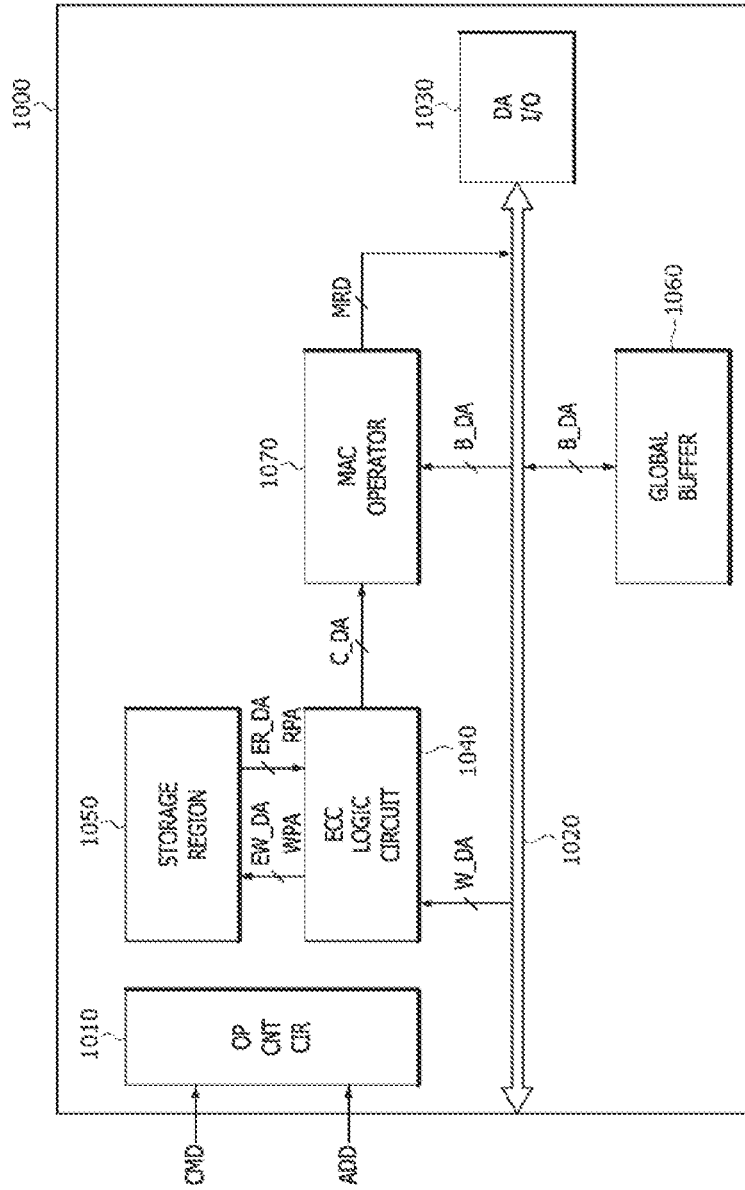 1000
CMD
ADD
1010
OP
CNT
CIR
1050
STORAGE
REGION
EW_DA
WPA
ER_DA
RPA
ECC
LOGIC
CIRCUIT
1040
W_DA
1020
C_DA
1070
MAC
OPERATOR
MRD
B_DA
B_DA
GLOBAL
BUFFER
1060
1030
DA
I/O